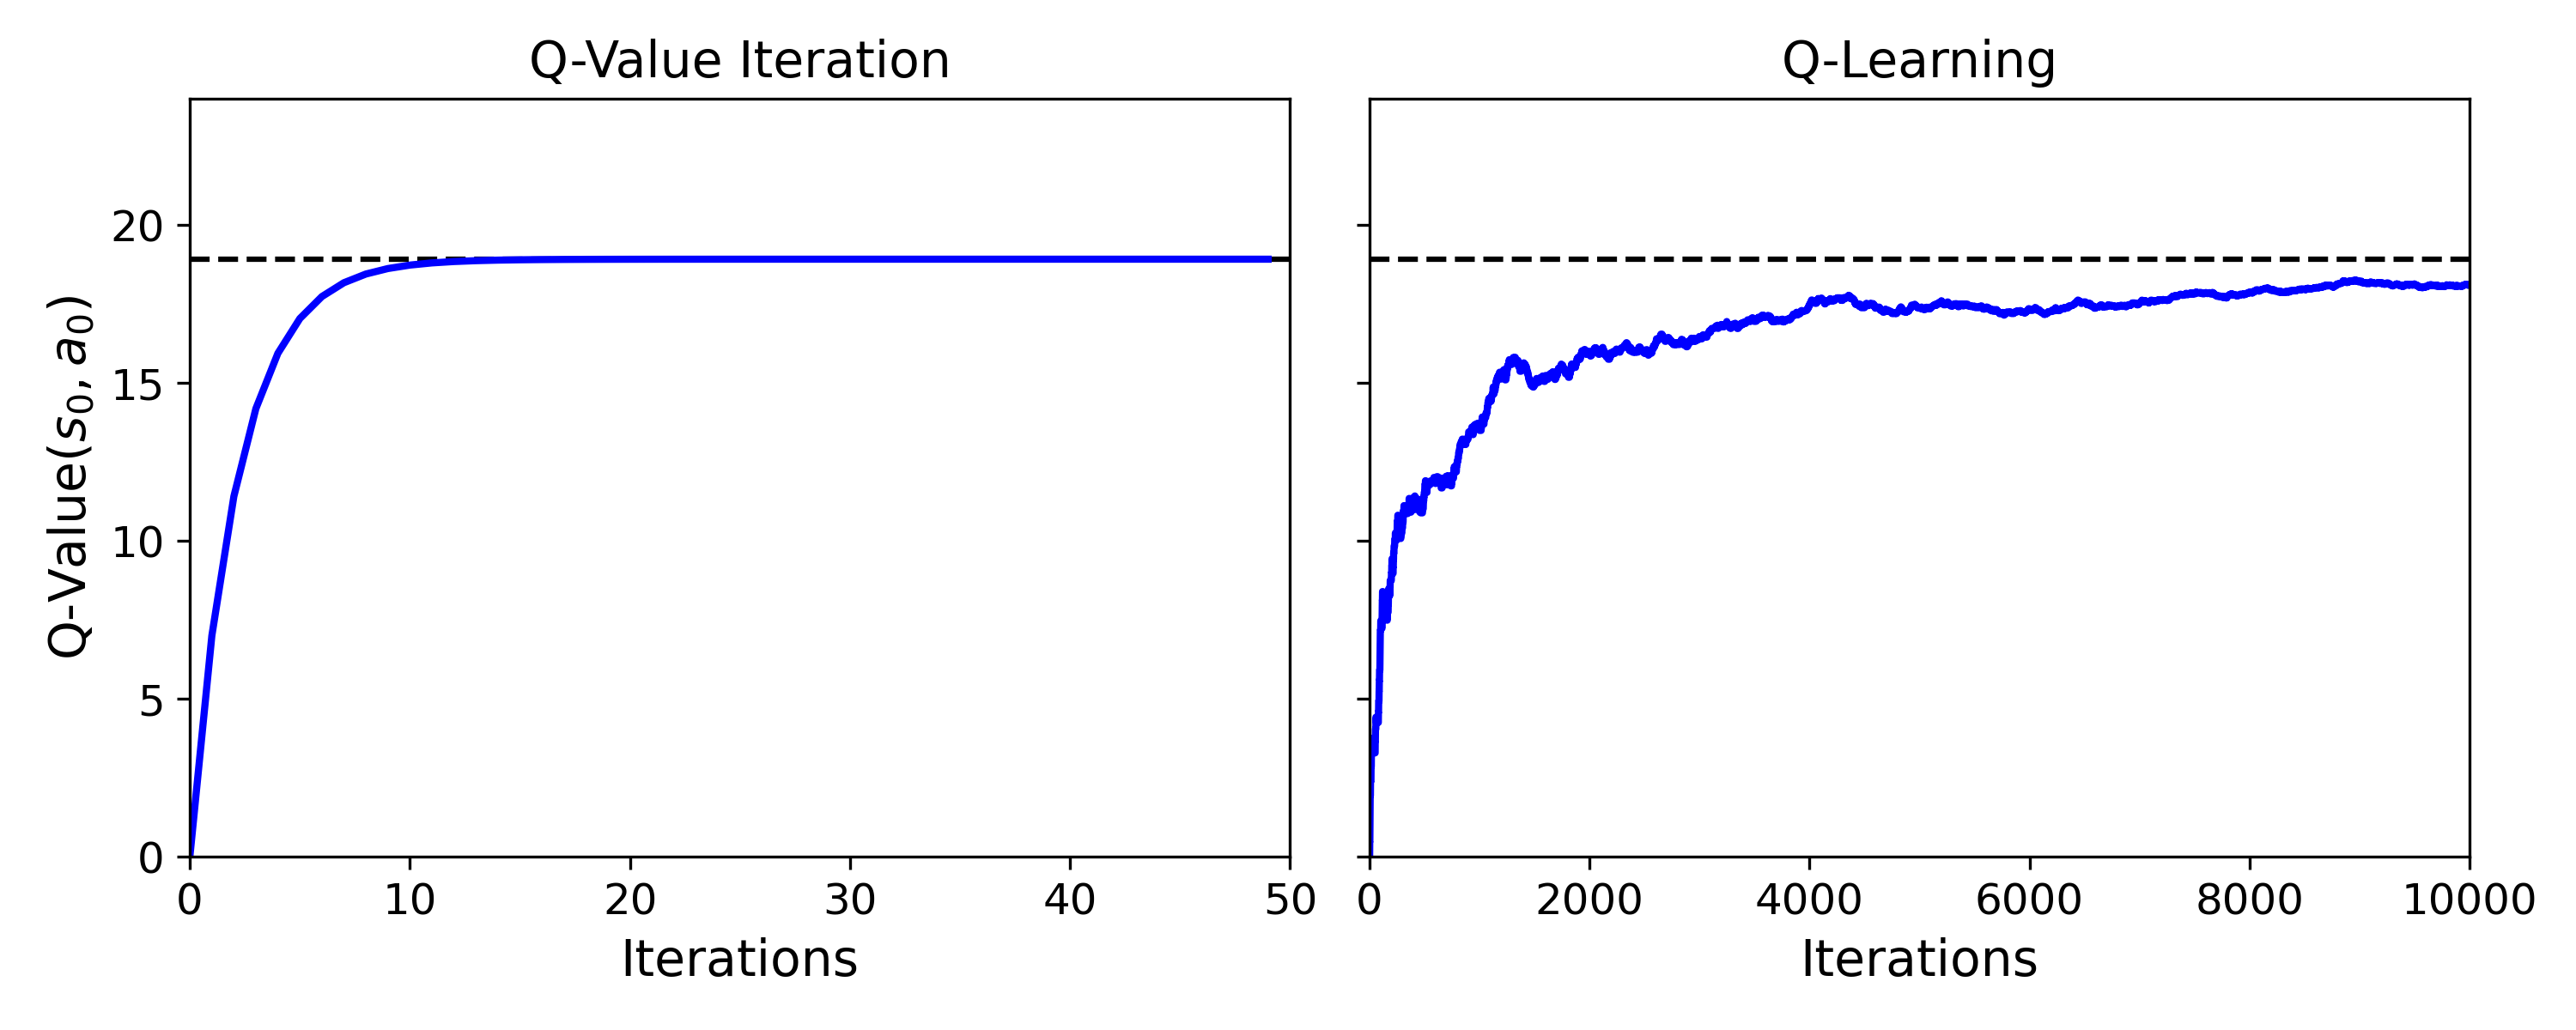 Q-Value Iteration
Q-Learning
Q-Value(s₀, a₀)
20
15
10
5
0
0 10 20 30 40 50
0 2000 4000 6000 8000 10000
Iterations
Iterations